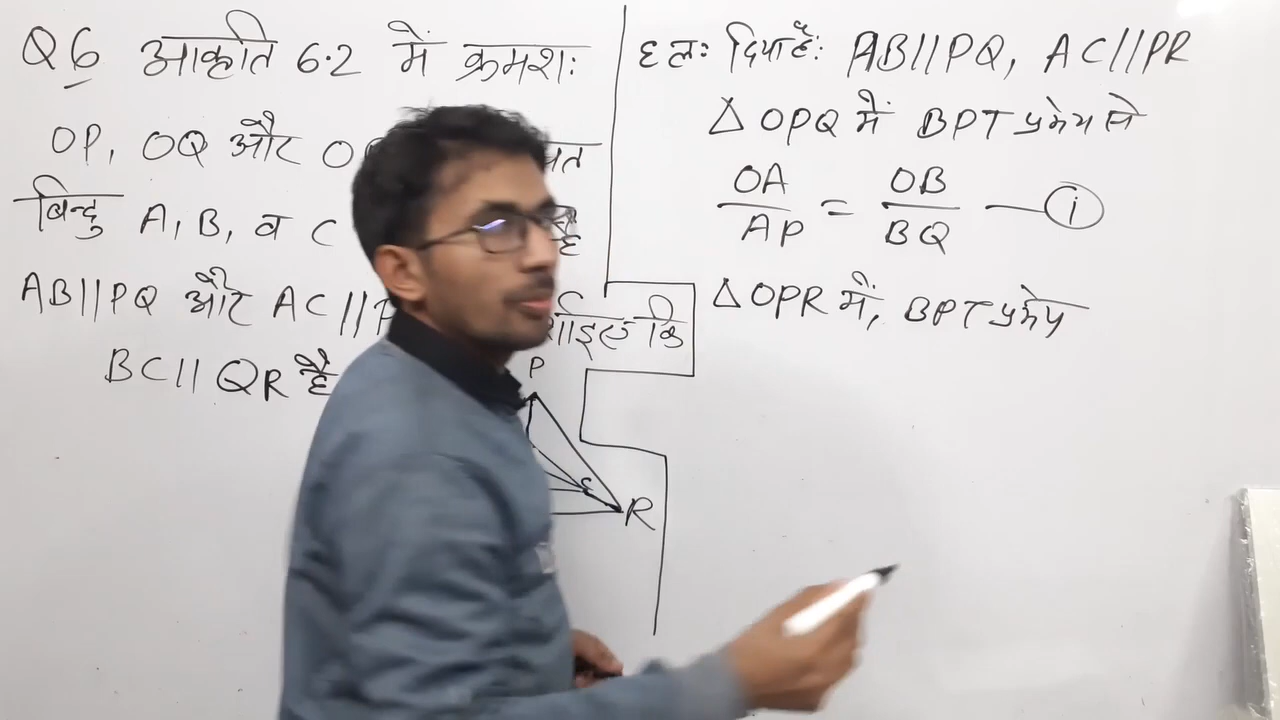 Q6 आकृति 6.2 में क्रमशः
OP, OQ और
बिन्दु A, B, व C
AB||PQ और AC||
BC|| QR है
P
C
R
हलः दिया है: AB||PQ, AC||PR
△ OPQ में BPT प्रमेय से
OA/AP = OB/BQ — (i)
△ OPR में, BPT प्रमेय